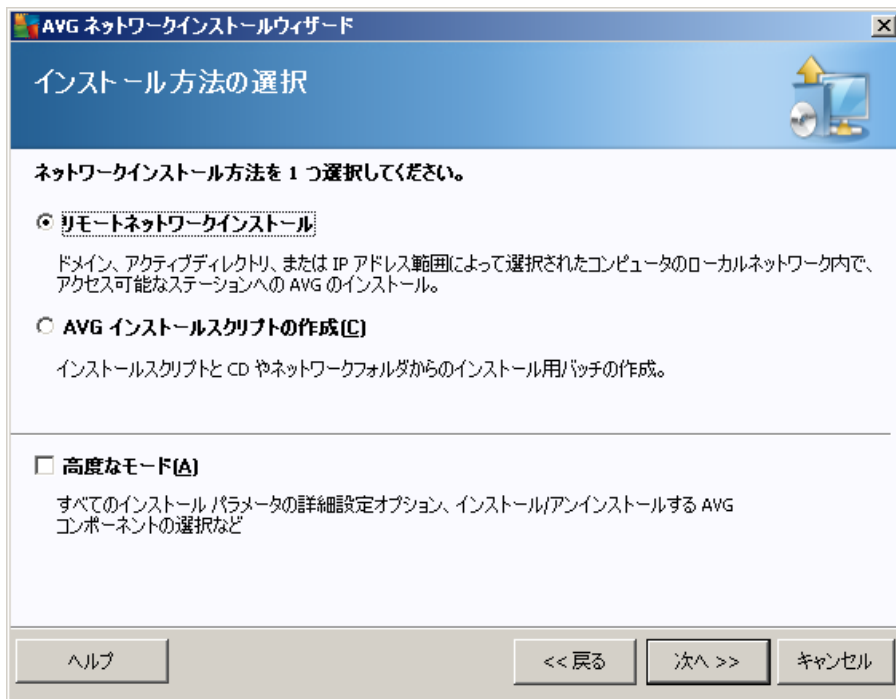 AVG ネットワークインストールウィザード
インストール方法の選択
ネットワークインストール方法を 1 つ選択してください。
リモートネットワークインストール
ドメイン、アクティブディレクトリ、または IP アドレス範囲によって選択されたコンピュータのローカルネットワーク内で、
アクセス可能なステーションへの AVG のインストール。
AVG インストールスクリプトの作成(C)
インストールスクリプトと CD やネットワークフォルダからのインストール用バッチの作成。
高度なモード(A)
すべてのインストール パラメータの詳細設定オプション、インストール/アンインストールする AVG
コンポーネントの選択など
ヘルプ
<< 戻る
次へ >>
キャンセル